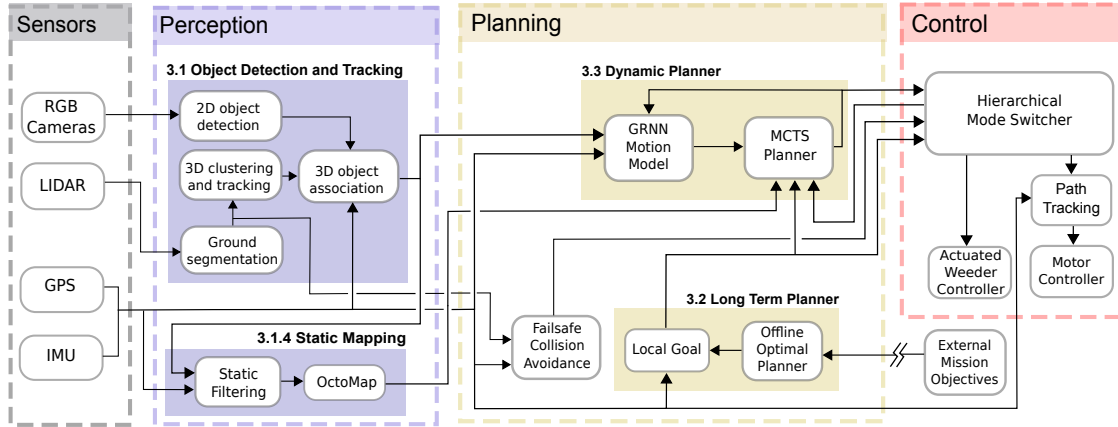 Sensors
Perception
Planning
Control
3.1 Object Detection and Tracking
3.3 Dynamic Planner
RGB
Cameras
2D object
detection
GRNN
Motion
Model
MCTS
Planner
Hierarchical
Mode Switcher
LIDAR
3D clustering
and tracking
3D object
association
Path
Tracking
Ground
segmentation
Actuated
Weeder
Controller
Motor
Controller
GPS
3.2 Long Term Planner
IMU
3.1.4 Static Mapping
Failsafe
Collision
Avoidance
Local Goal
Offline
Optimal
Planner
External
Mission
Objectives
Static
Filtering
OctoMap